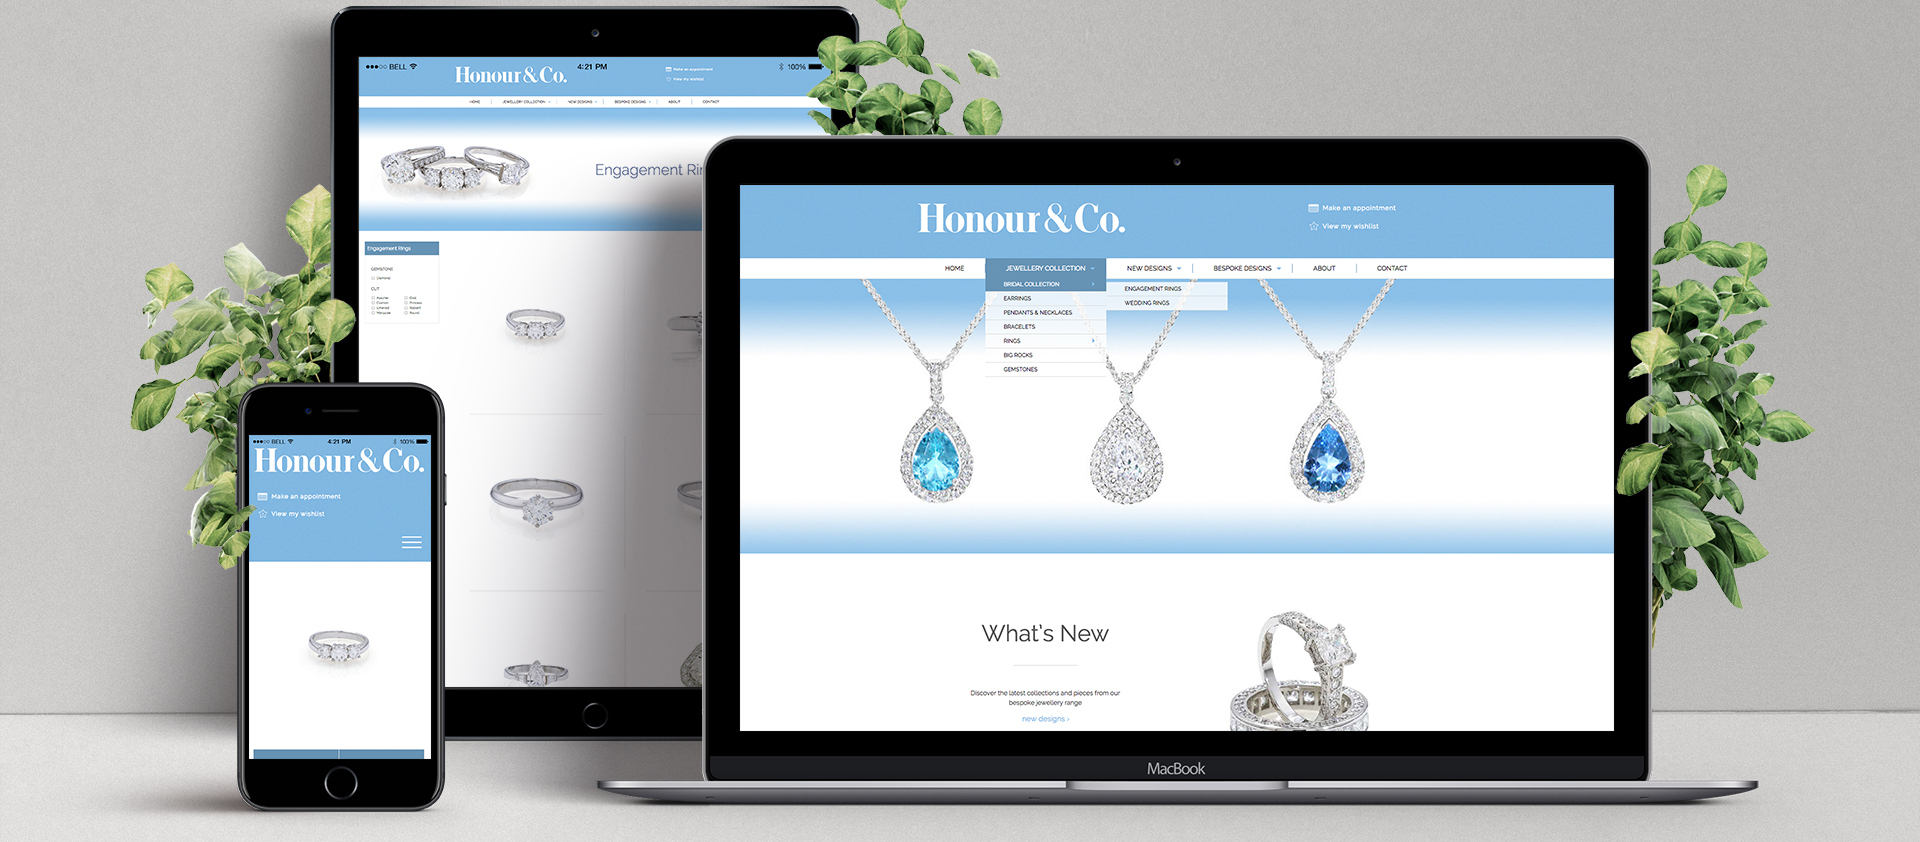 BELL
4:21 PM
100%
Honour & Co.
Make an appointment
View my wishlist
HOME
JEWELLERY COLLECTION
NEW DESIGNS
BESPOKE DESIGNS
ABOUT
CONTACT
Engagement Ri
Engagement Rings
GEMSTONE
Diamond
CUT
BELL
4:21 PM
100%
Honour & Co.
Make an appointment
View my wishlist
Honour & Co.
Make an appointment
View my wishlist
HOME
JEWELLERY COLLECTION
NEW DESIGNS
BESPOKE DESIGNS
ABOUT
CONTACT
BRIDAL COLLECTION
EARRINGS
PENDANTS & NECKLACES
BRACELETS
RINGS
BIG ROCKS
GEMSTONES
ENGAGEMENT RINGS
WEDDING RINGS
What's New
Discover the latest collections and pieces from our
bespoke jewellery range
new designs ›
MacBook